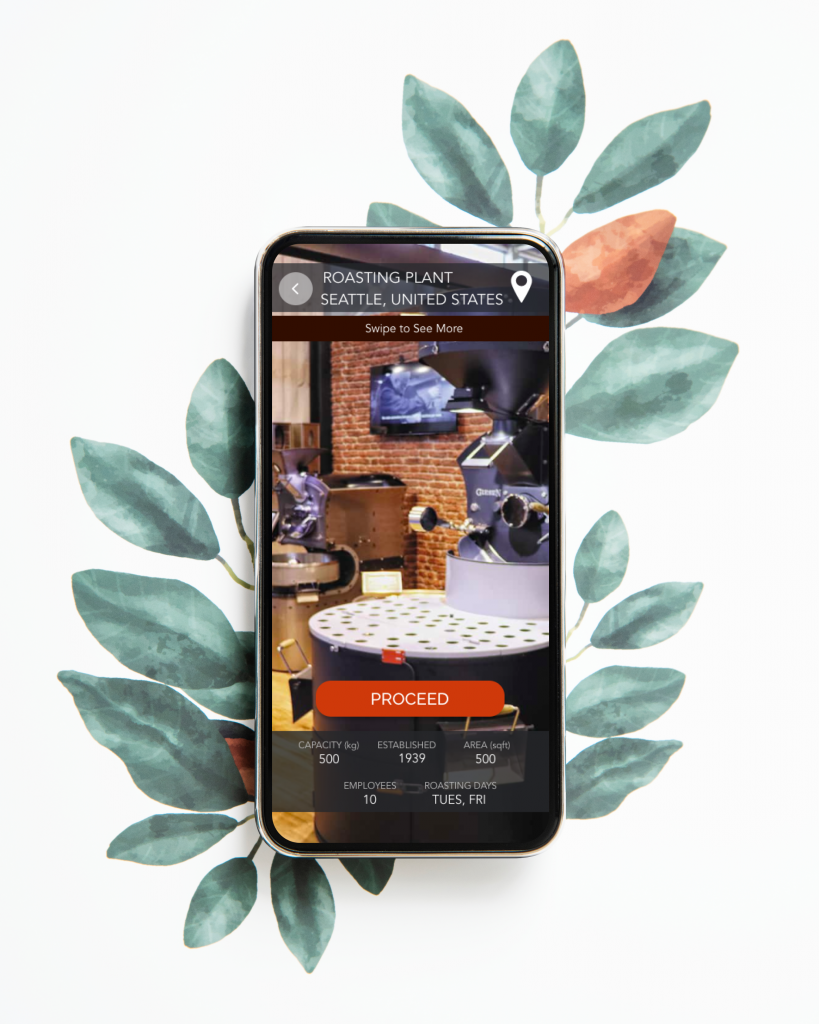 ROASTING PLANT
SEATTLE, UNITED STATES
Swipe to See More
PROCEED
CAPACITY (kg)
500
ESTABLISHED
1939
AREA (sqft)
500
EMPLOYEES
10
ROASTING DAYS
TUES, FRI